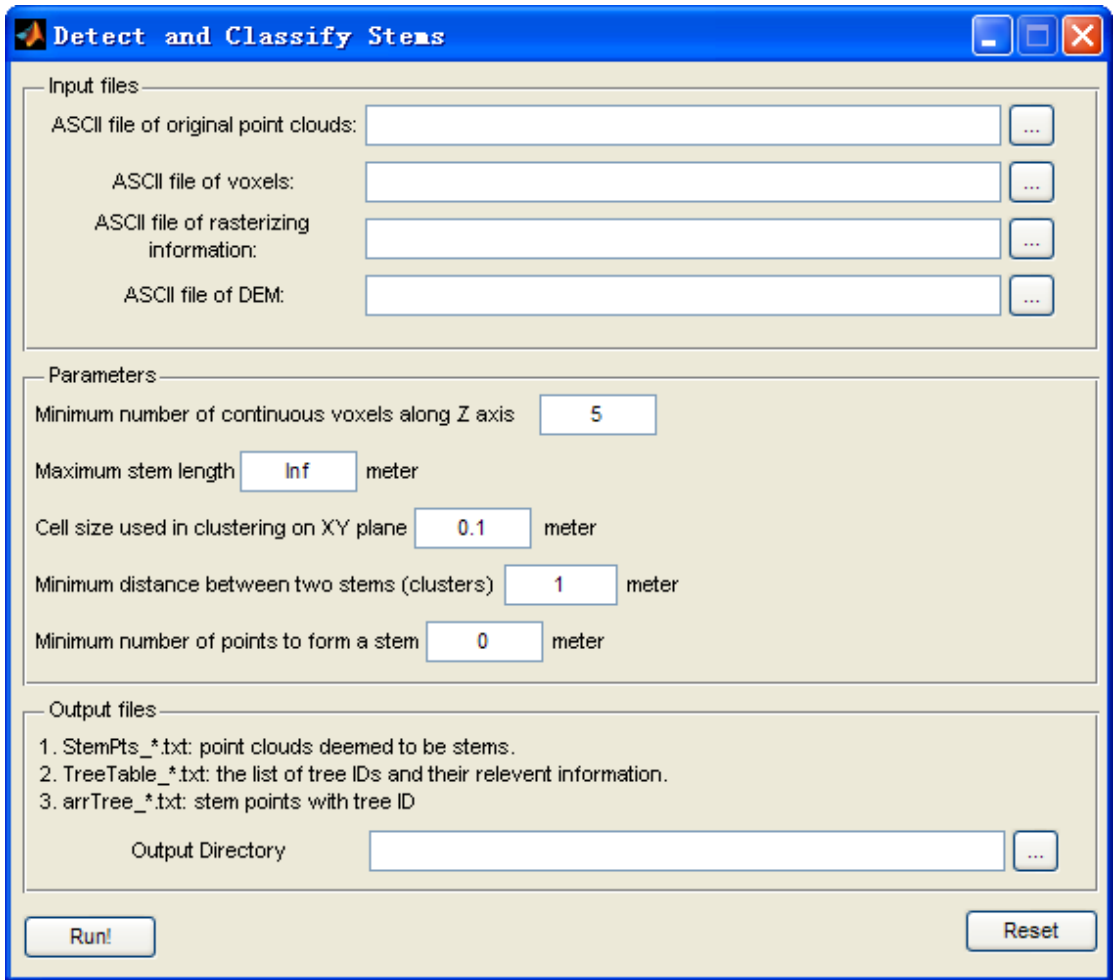 Detect and Classify Stems
Input files
ASCII file of original point clouds:
...
ASCII file of voxels:
...
ASCII file of rasterizing
information:
...
ASCII file of DEM:
...
Parameters
Minimum number of continuous voxels along Z axis 5
Maximum stem length Inf meter
Cell size used in clustering on XY plane 0.1 meter
Minimum distance between two stems (clusters) 1 meter
Minimum number of points to form a stem 0 meter
Output files
1. StemPts_*.txt: point clouds deemed to be stems.
2. TreeTable_*.txt: the list of tree IDs and their relevent information.
3. arrTree_*.txt: stem points with tree ID
Output Directory ...
Run! Reset